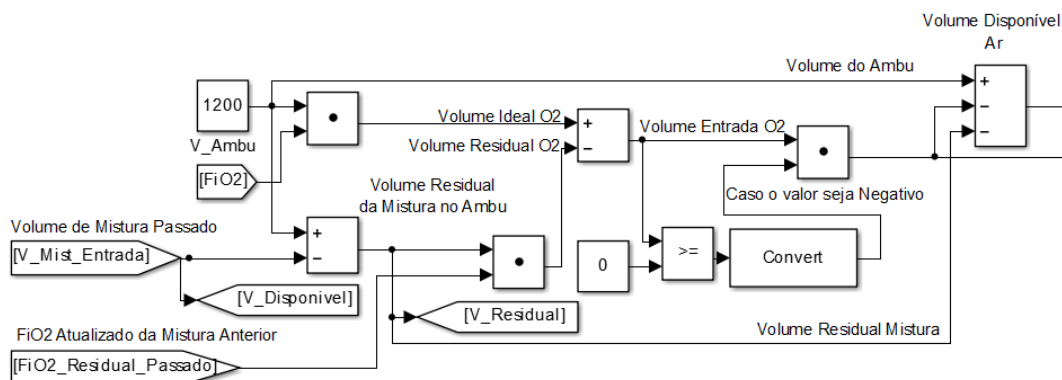 Volume Disponível
Ar
Volume do Ambu
+
−
−
1200
V_Ambu
[FiO2]
Volume Ideal O2
Volume Residual O2
+
−
Volume Entrada O2
Caso o valor seja Negativo
Volume Residual
da Mistura no Ambu
Volume de Mistura Passado
[V_Mist_Entrada]
+
−
[V_Disponivel]
0
>=
Convert
[V_Residual]
Volume Residual Mistura
FiO2 Atualizado da Mistura Anterior
[FiO2_Residual_Passado]